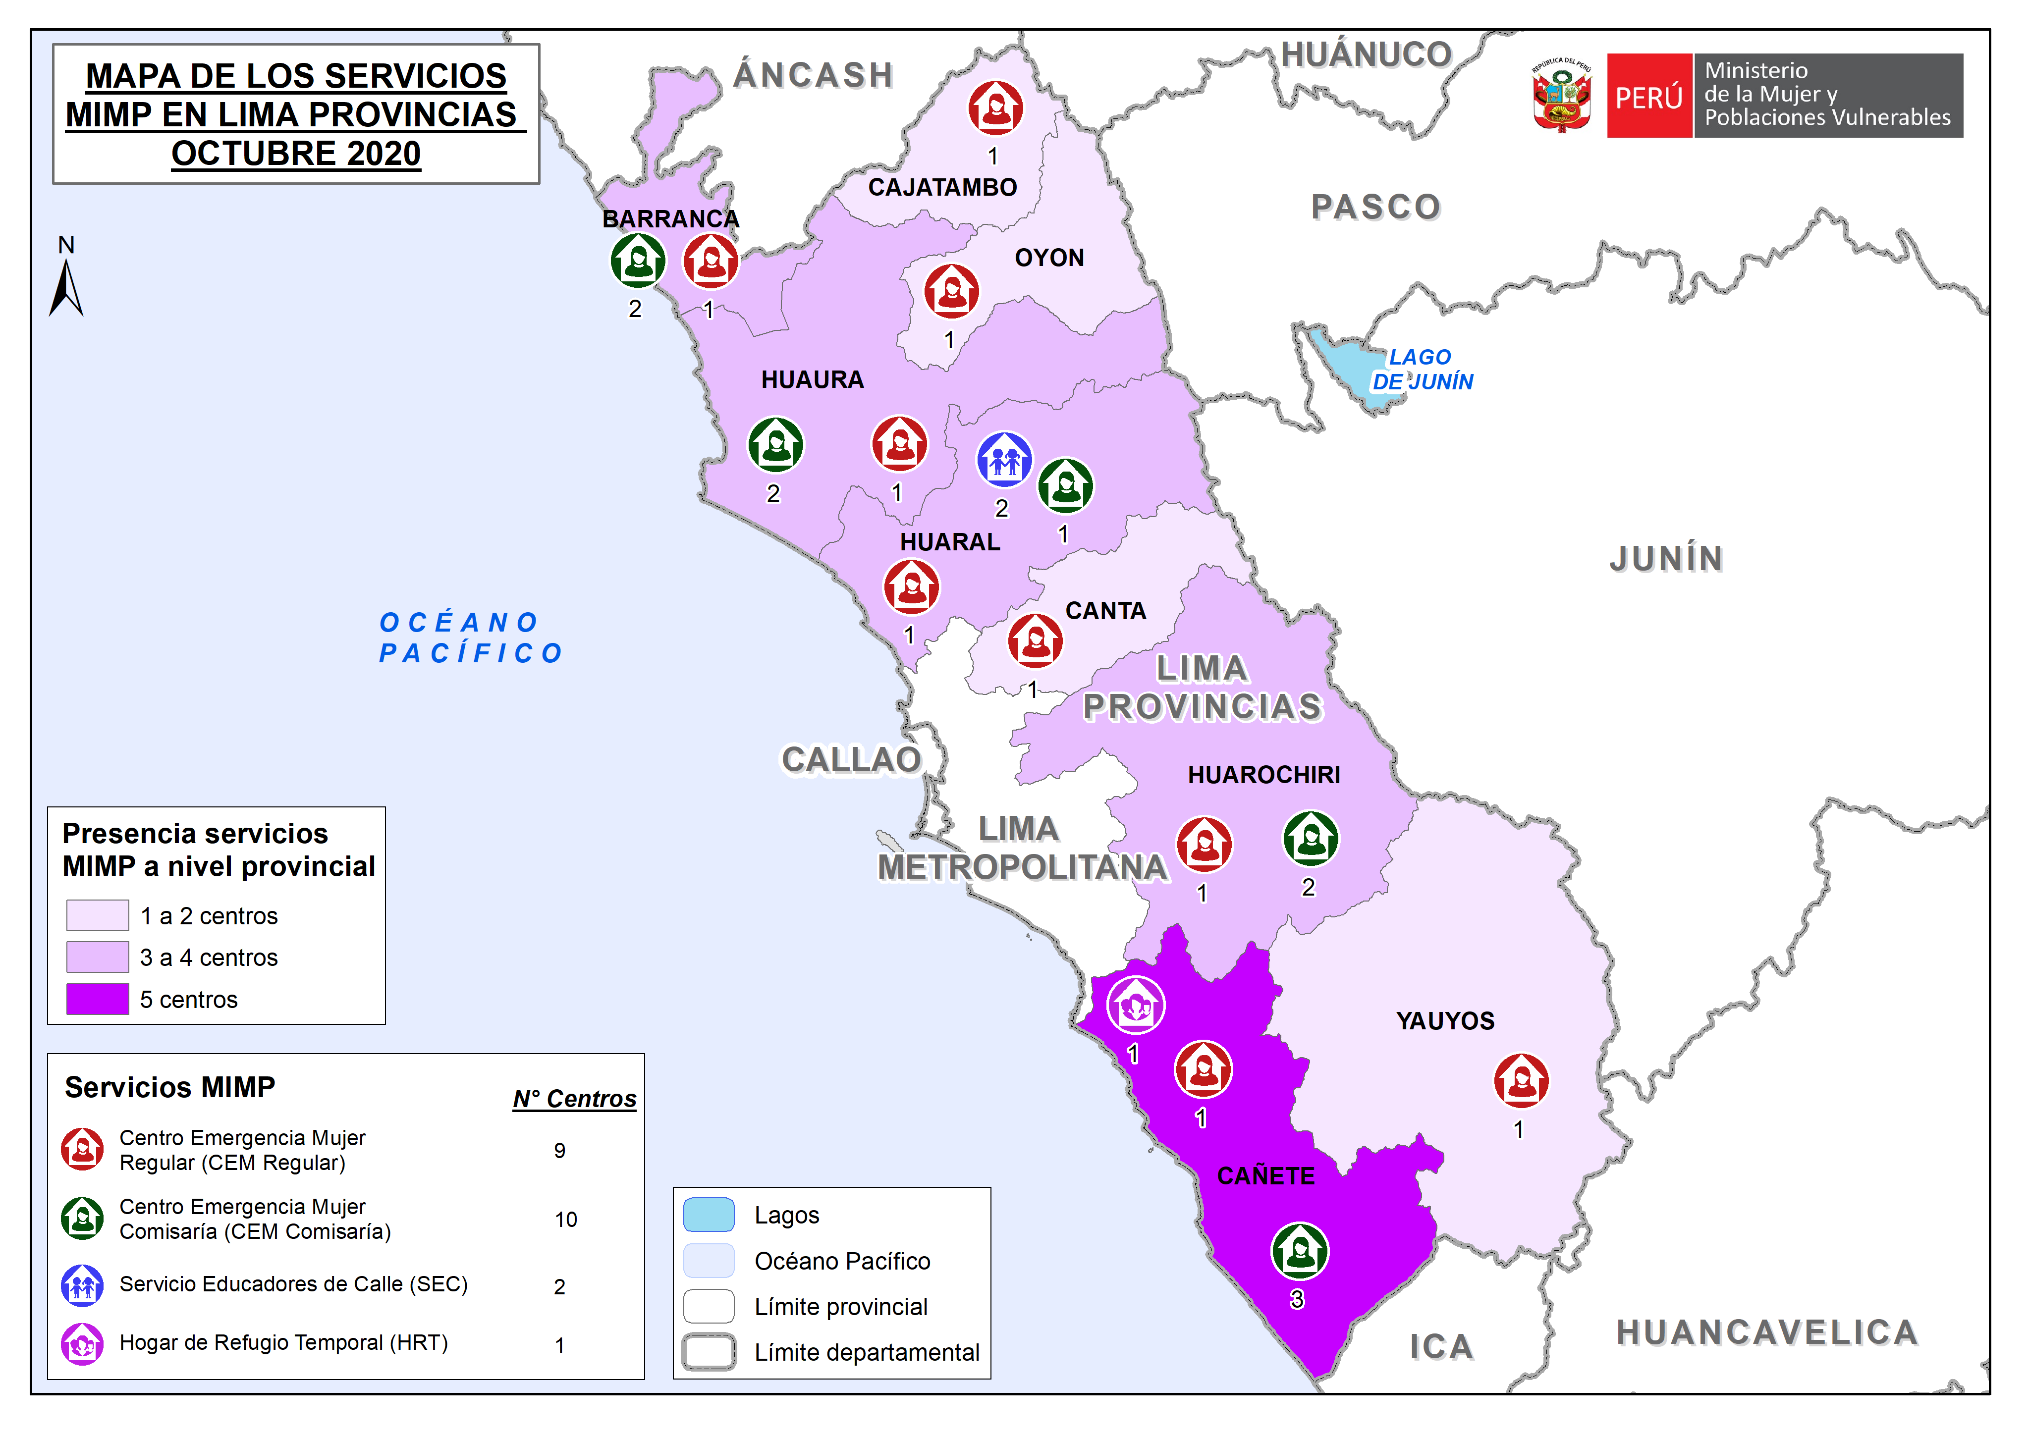 MAPA DE LOS SERVICIOS
MIMP EN LIMA PROVINCIAS
OCTUBRE 2020
REPÚBLICA DEL PERÚ
PERÚ
Ministerio
de la Mujer y
Poblaciones Vulnerables
HUÁNUCO
ÁNCASH
1
CAJATAMBO
PASCO
BARRANCA
N
OYON
2
1
1
LAGO
DE JUNÍN
HUAURA
2
1
2
1
HUARAL
JUNÍN
1
CANTA
OCÉANO
PACÍFICO
1
LIMA
PROVINCIAS
CALLAO
HUAROCHIRI
LIMA
METROPOLITANA
1
2
Presencia servicios
MIMP a nivel provincial
1 a 2 centros
3 a 4 centros
5 centros
YAUYOS
1
1
1
CAÑETE
3
Servicios MIMP
N° Centros
Centro Emergencia Mujer
Regular (CEM Regular)
9
Centro Emergencia Mujer
Comisaría (CEM Comisaría)
10
Servicio Educadores de Calle (SEC)
2
Hogar de Refugio Temporal (HRT)
1
Lagos
Océano Pacífico
Límite provincial
Límite departamental
ICA
HUANCAVELICA